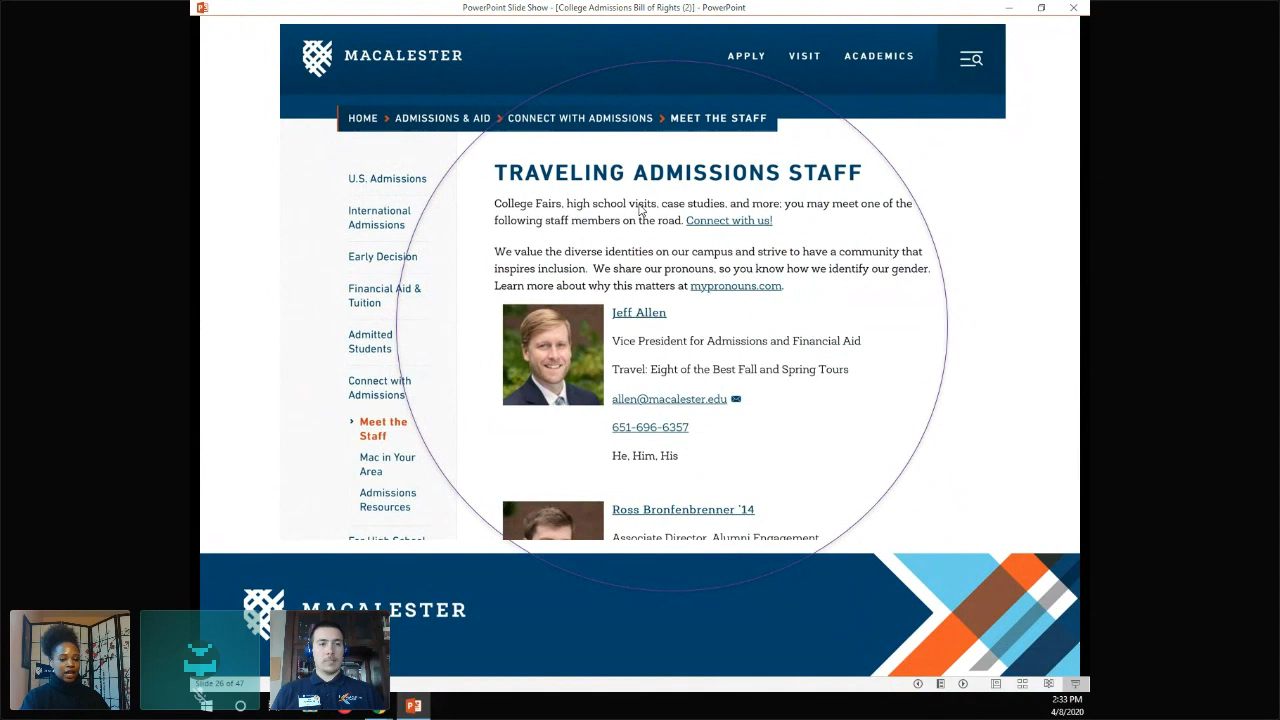 PowerPoint Slide Show - [College Admissions Bill of Rights (2)] - PowerPoint
MACALESTER
APPLY VISIT ACADEMICS
HOME > ADMISSIONS & AID > CONNECT WITH ADMISSIONS > MEET THE STAFF
U.S. Admissions
International
Admissions
Early Decision
Financial Aid &
Tuition
Admitted
Students
Connect with
Admissions
› Meet the
Staff
Mac in Your
Area
Admissions
Resources
For High School
TRAVELING ADMISSIONS STAFF
College Fairs, high school visits, case studies, and more; you may meet one of the
following staff members on the road. Connect with us!
We value the diverse identities on our campus and strive to have a community that
inspires inclusion. We share our pronouns, so you know how we identify our gender.
Learn more about why this matters at mypronouns.com.
Jeff Allen
Vice President for Admissions and Financial Aid
Travel: Eight of the Best Fall and Spring Tours
allen@macalester.edu
651-696-6357
He, Him, His
Ross Bronfenbrenner '14
Associate Director, Alumni Engagement
MACALESTER
Slide 26 of 47
2:33 PM
4/8/2020